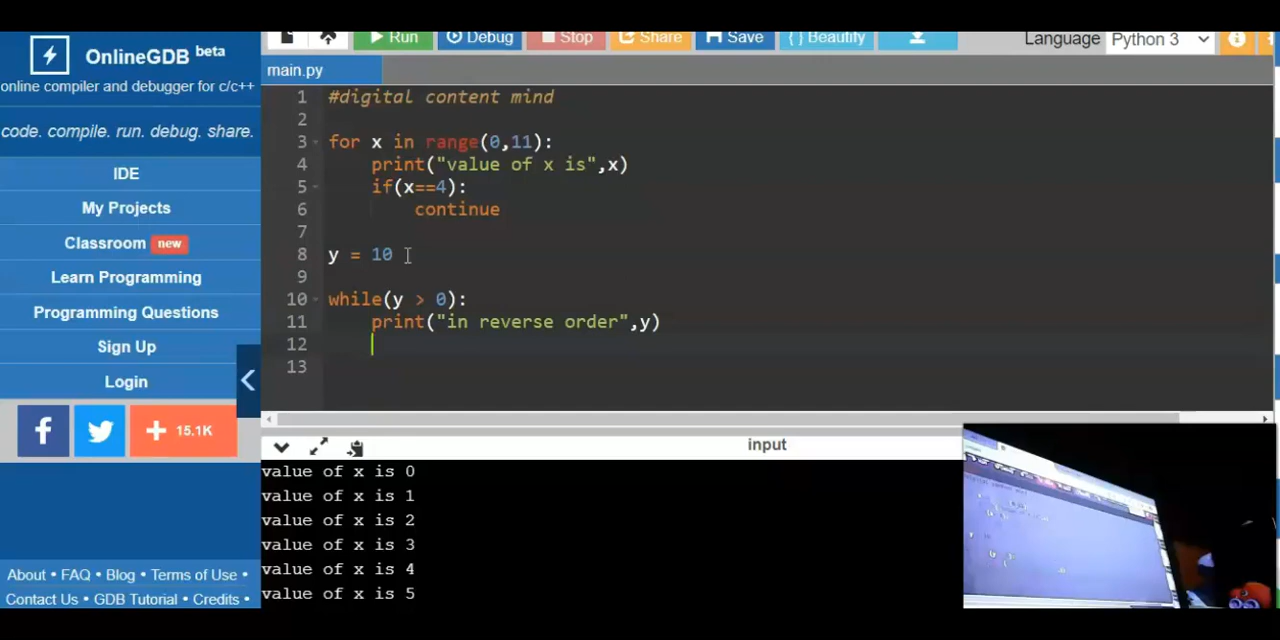 OnlineGDB beta
online compiler and debugger for c/c++
code. compile. run. debug. share.
IDE
My Projects
Classroom new
Learn Programming
Programming Questions
Sign Up
Login
+ 15.1K
About • FAQ • Blog • Terms of Use •
Contact Us • GDB Tutorial • Credits •
Run Debug Stop Share Save { } Beautify
Language Python 3
main.py
1 #digital content mind
2
3 for x in range(0,11):
4 print("value of x is",x)
5 if(x==4):
6 continue
7
8 y = 10
9
10 while(y > 0):
11 print("in reverse order",y)
12
13
input
value of x is 0
value of x is 1
value of x is 2
value of x is 3
value of x is 4
value of x is 5